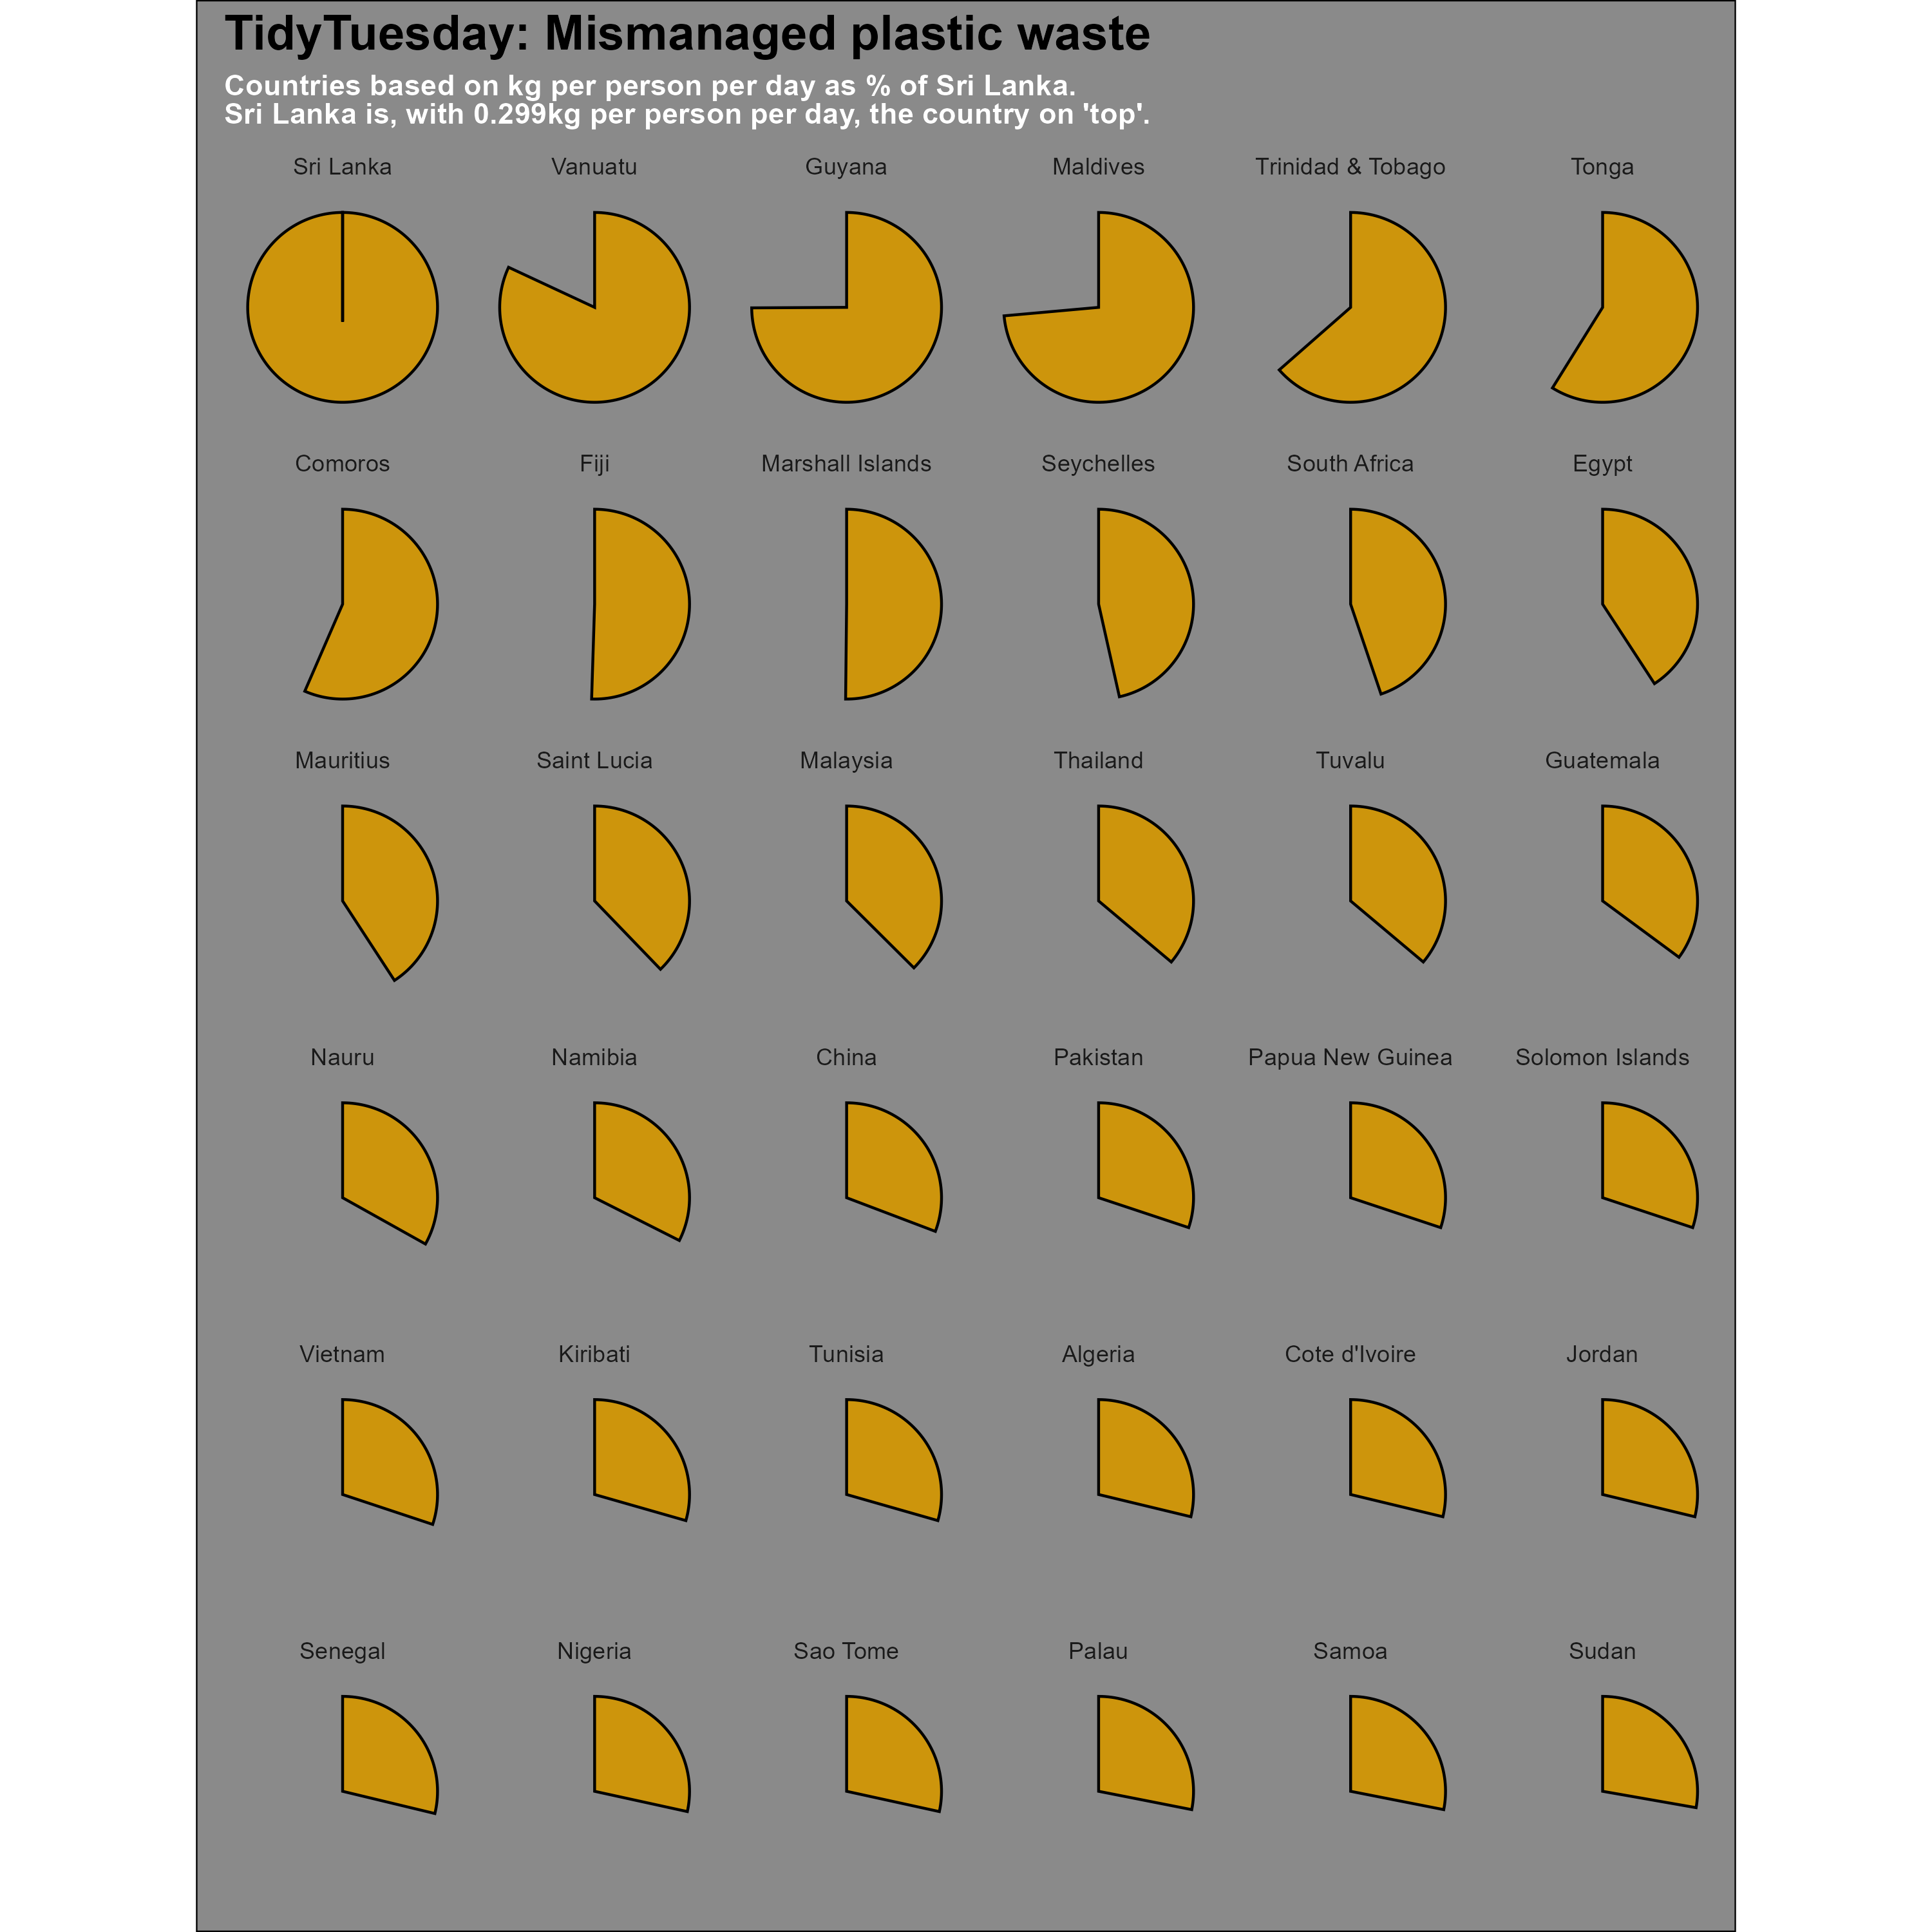 TidyTuesday: Mismanaged plastic waste
Countries based on kg per person per day as % of Sri Lanka.
Sri Lanka is, with 0.299kg per person per day, the country on 'top'.
Sri Lanka Vanuatu Guyana Maldives Trinidad & Tobago Tonga
Comoros Fiji Marshall Islands Seychelles South Africa Egypt
Mauritius Saint Lucia Malaysia Thailand Tuvalu Guatemala
Nauru Namibia China Pakistan Papua New Guinea Solomon Islands
Vietnam Kiribati Tunisia Algeria Cote d'Ivoire Jordan
Senegal Nigeria Sao Tome Palau Samoa Sudan